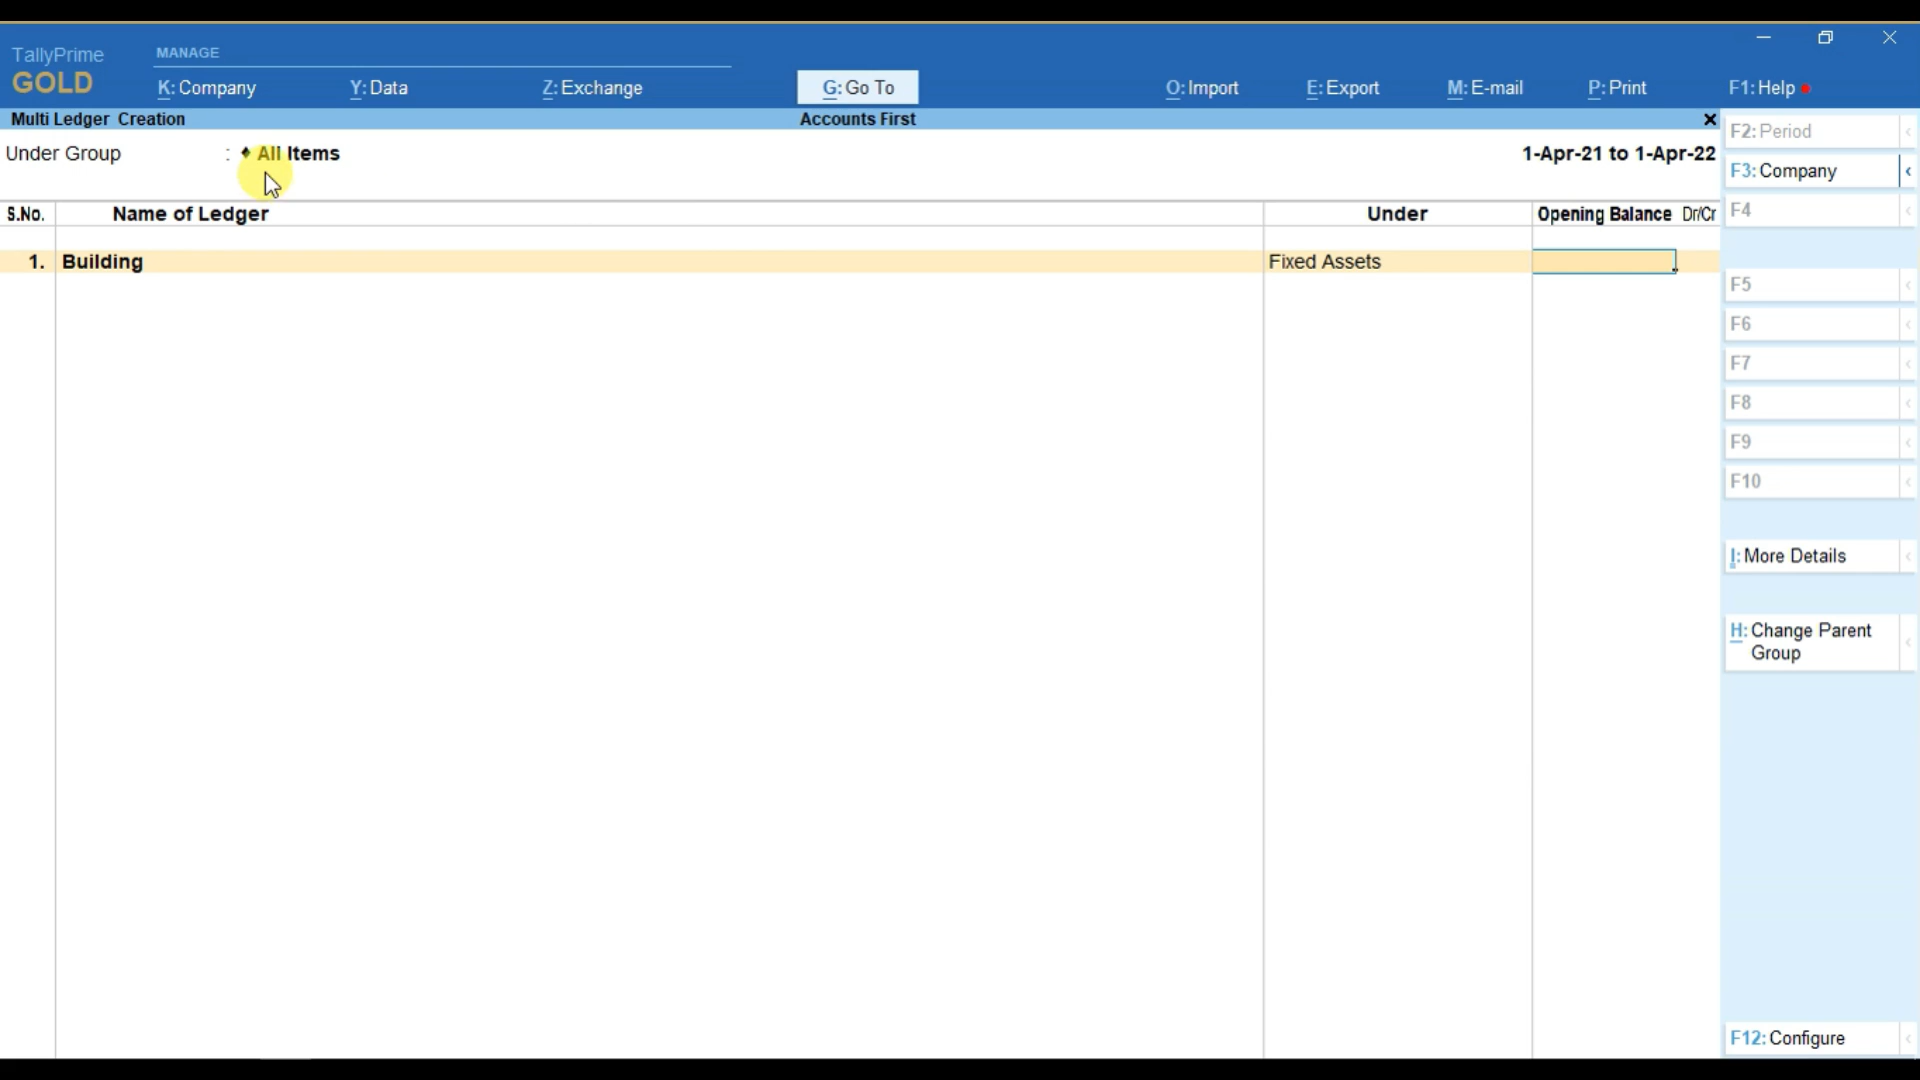 TallyPrime
GOLD
MANAGE
K: Company
Y: Data
Z: Exchange
G: Go To
O: Import
E: Export
M: E-mail
P: Print
F1: Help
Multi Ledger Creation
Accounts First
Under Group : ♦ All Items
1-Apr-21 to 1-Apr-22
S.No. Name of Ledger Under Opening Balance Dr/Cr
1. Building Fixed Assets
F2: Period
F3: Company
F4
F5
F6
F7
F8
F9
F10
I: More Details
H: Change Parent
Group
F12: Configure